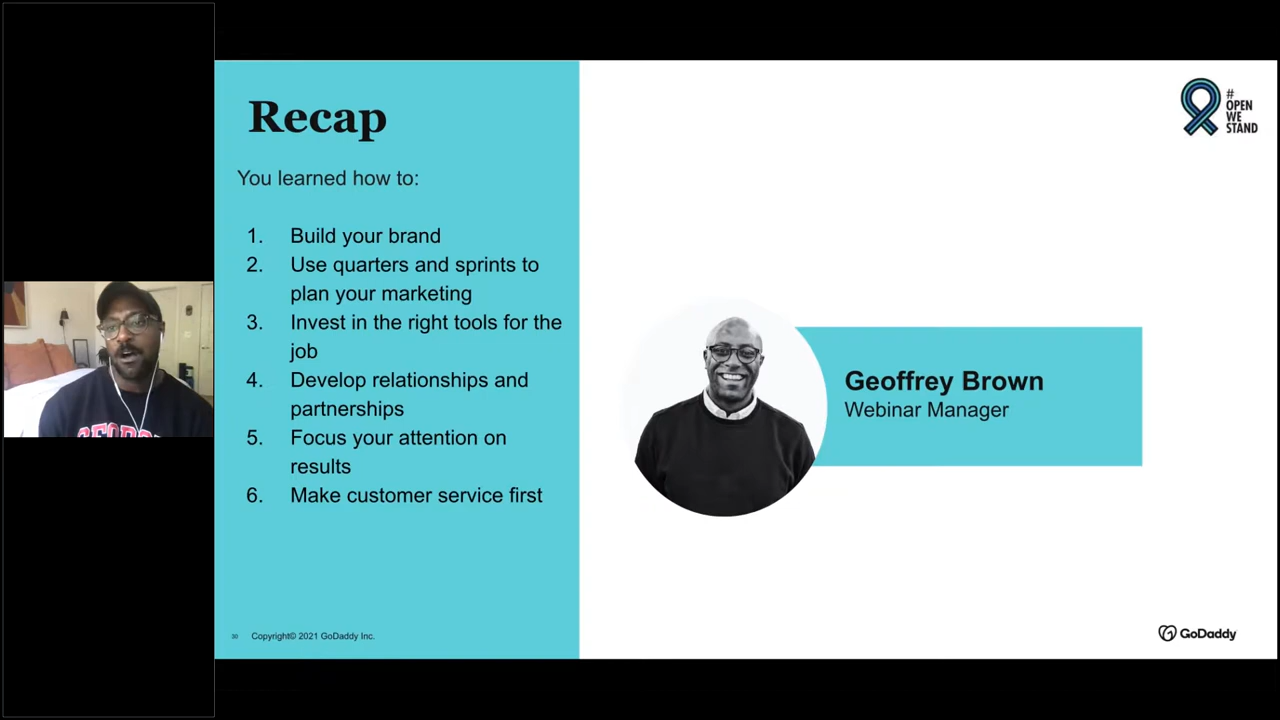 Recap
You learned how to:
1. Build your brand
2. Use quarters and sprints to
plan your marketing
3. Invest in the right tools for the
job
4. Develop relationships and
partnerships
5. Focus your attention on
results
6. Make customer service first
30 Copyright© 2021 GoDaddy Inc.
#
OPEN
WE
STAND
Geoffrey Brown
Webinar Manager
GoDaddy